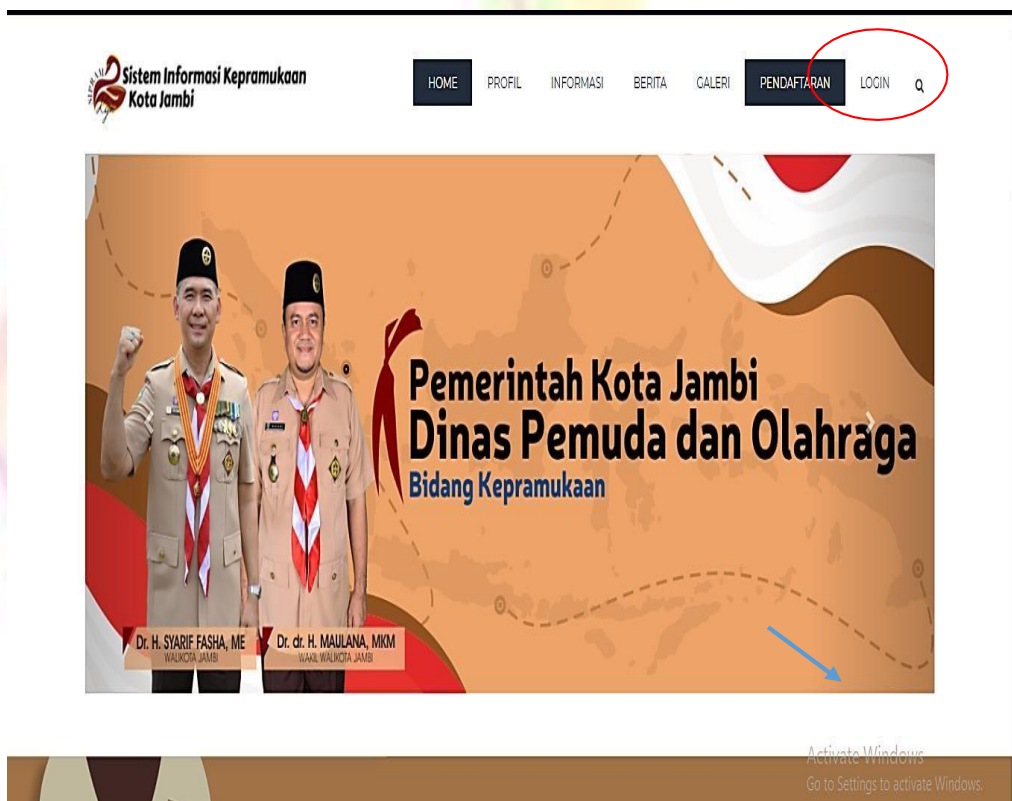 Sistem Informasi Kepramukaan
Kota Jambi
HOME PROFIL INFORMASI BERITA GALERI PENDAFTARAN LOGIN
Pemerintah Kota Jambi
Dinas Pemuda dan Olahraga
Bidang Kepramukaan
Dr. H. SYARIF FASHA, ME
WALIKOTA JAMBI
Dr. dr. H. MAULANA, MKM
WAKIL WALIKOTA JAMBI
Activate Windows
Go to Settings to activate Windows.